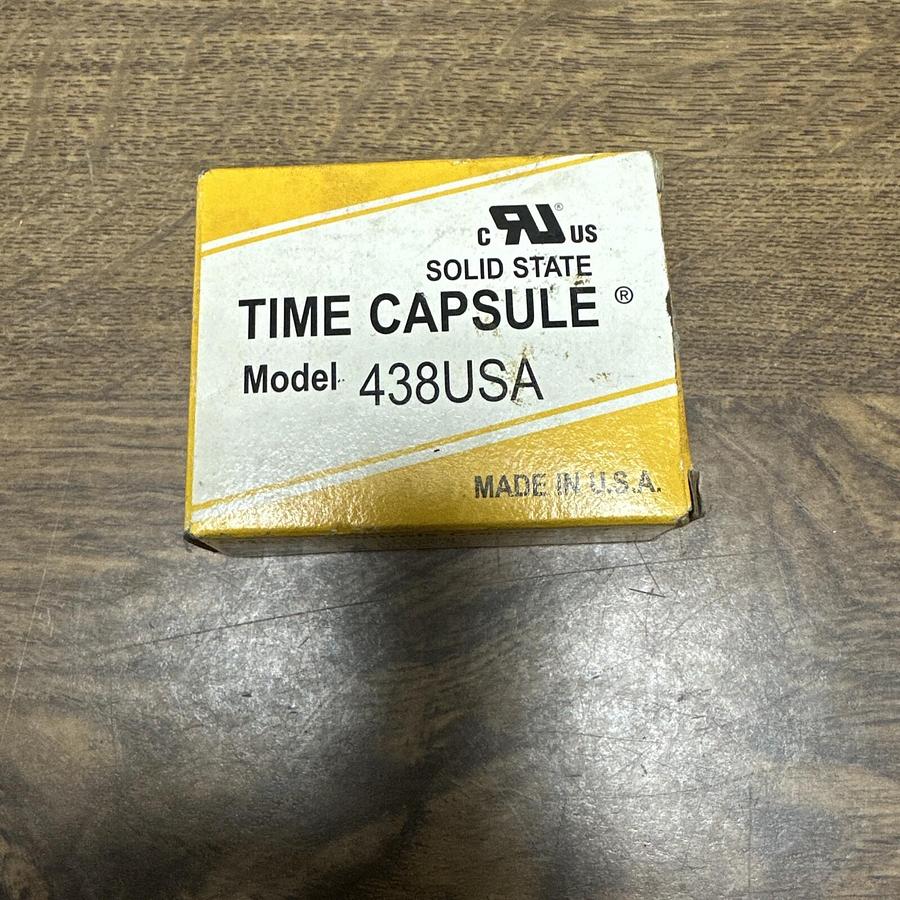 c RU® US
SOLID STATE
TIME CAPSULE®
Model 438USA
MADE IN U.S.A.